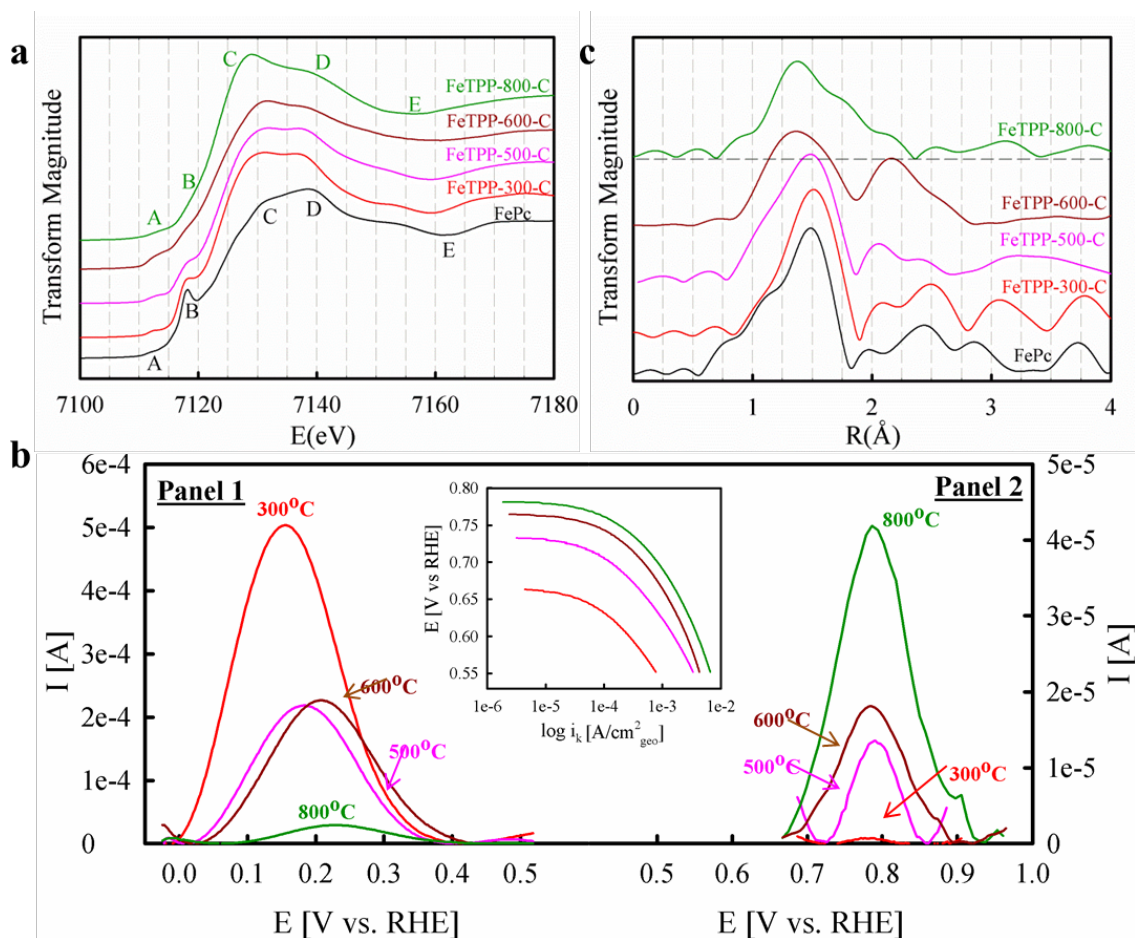 a
Transform Magnitude
C
D
E
B
A
FeTPP-800-C
FeTPP-600-C
FeTPP-500-C
FeTPP-300-C
FePc
C
D
E
B
A
7100 7120 7140 7160 7180
E(eV)
c
Transform Magnitude
FeTPP-800-C
FeTPP-600-C
FeTPP-500-C
FeTPP-300-C
FePc
0 1 2 3 4
R(Å)
b
Panel 1
I [A]
6e-4
5e-4
4e-4
3e-4
2e-4
1e-4
0
300°C
600°C
500°C
800°C
0.0 0.1 0.2 0.3 0.4 0.5
E [V vs. RHE]
E [V vs RHE]
0.80
0.75
0.70
0.65
0.60
0.55
1e-6 1e-5 1e-4 1e-3 1e-2
log i_k [A/cm²_geo]
Panel 2
800°C
600°C
500°C
300°C
5e-5
4e-5
3e-5
2e-5
1e-5
0
I [A]
0.5 0.6 0.7 0.8 0.9 1.0
E [V vs. RHE]